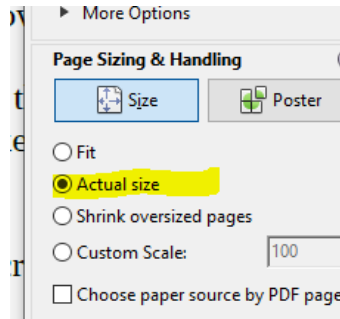 More Options
Page Sizing & Handling
Size Poster
Fit
Actual size
Shrink oversized pages
Custom Scale: 100
Choose paper source by PDF page